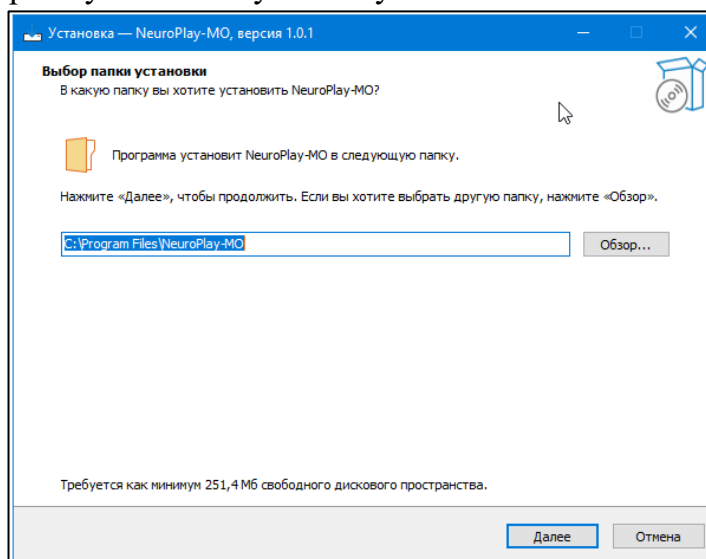 Установка — NeuroPlay-MO, версия 1.0.1
Выбор папки установки
В какую папку вы хотите установить NeuroPlay-MO?
Программа установит NeuroPlay-MO в следующую папку.
Нажмите «Далее», чтобы продолжить. Если вы хотите выбрать другую папку, нажмите «Обзор».
C:\Program Files\NeuroPlay-MO
Обзор...
Требуется как минимум 251,4 Мб свободного дискового пространства.
Далее
Отмена